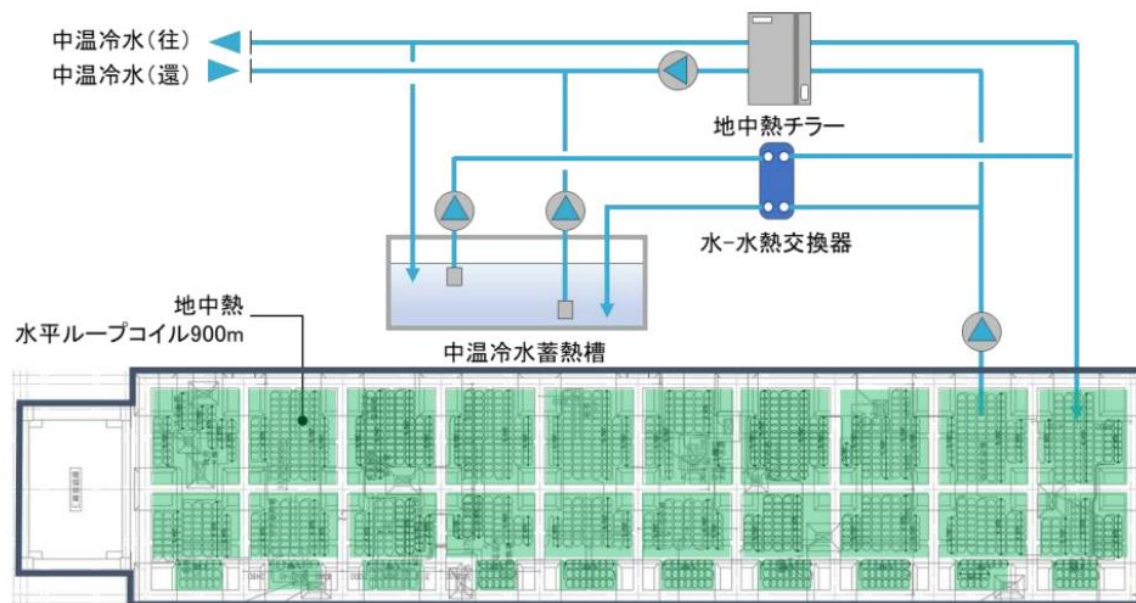 中温冷水（往）
中温冷水（還）
地中熱チラー
水-水熱交換器
地中熱
水平ループコイル900m
中温冷水蓄熱槽